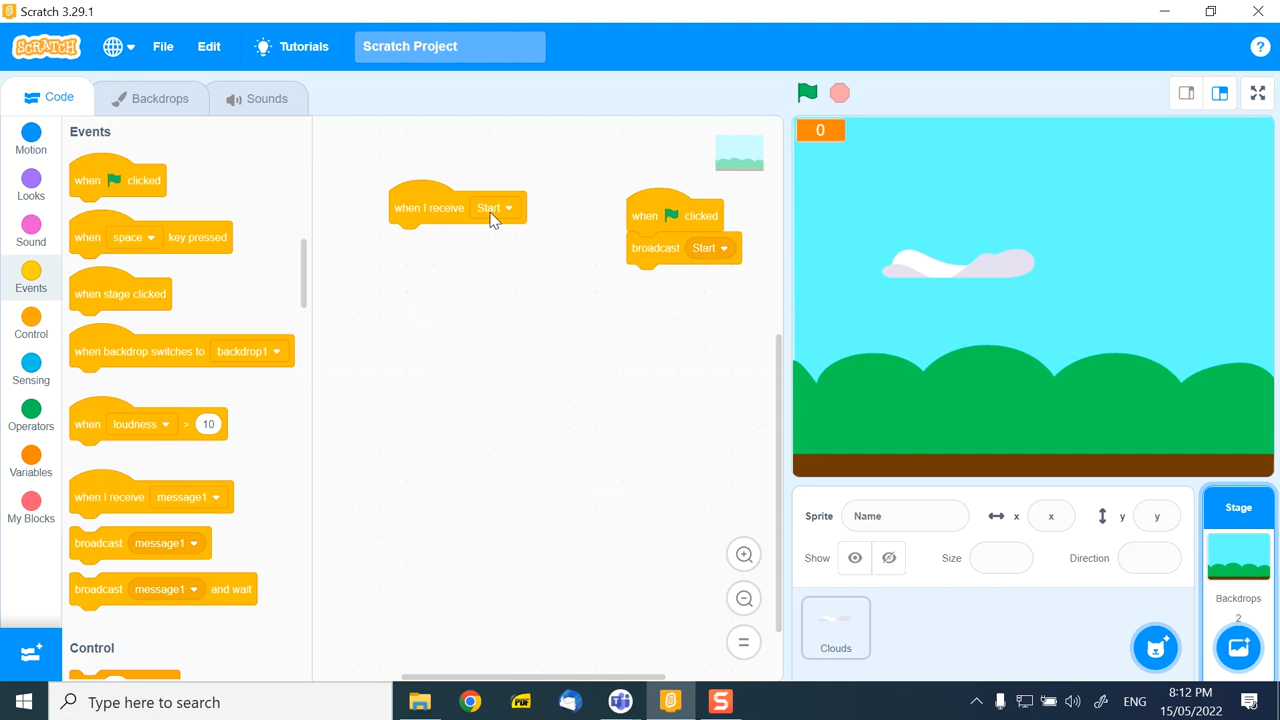 Scratch 3.29.1
SCRATCH
File
Edit
Tutorials
Scratch Project
?
Code
Backdrops
Sounds
Motion
Looks
Sound
Events
Control
Sensing
Operators
Variables
My Blocks
Events
when clicked
when space key pressed
when stage clicked
when backdrop switches to backdrop1
when loudness > 10
when I receive message1
broadcast message1
broadcast message1 and wait
Control
when I receive Start
when clicked
broadcast Start
0
Sprite Name x x y y
Show Size Direction
Clouds
Stage
Backdrops
2
Type here to search
PDF
ENG
8:12 PM
15/05/2022